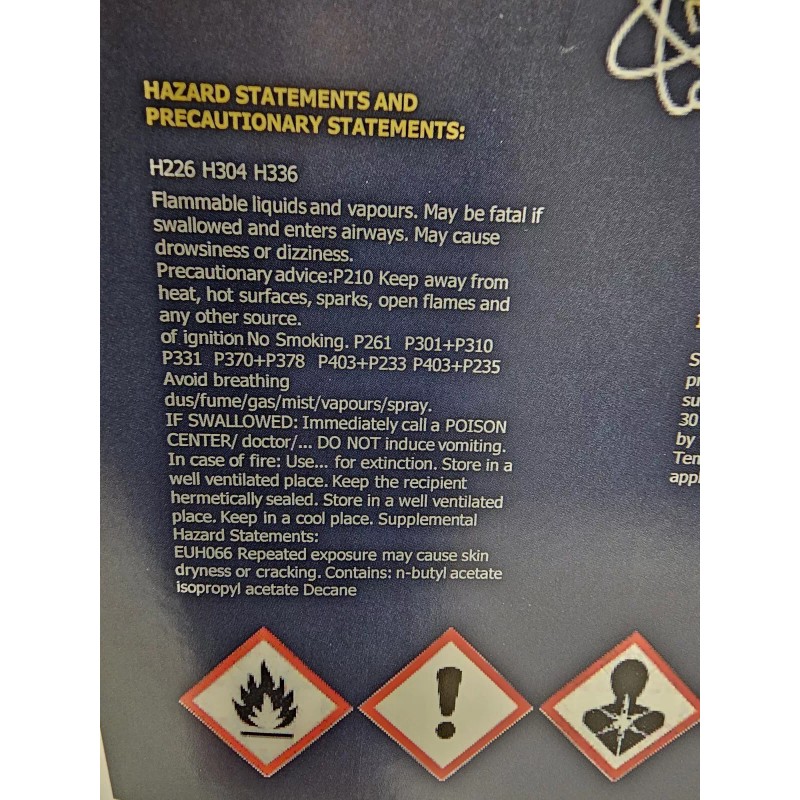 HAZARD STATEMENTS AND
PRECAUTIONARY STATEMENTS:
H226 H304 H336
Flammable liquids and vapours. May be fatal if
swallowed and enters airways. May cause
drowsiness or dizziness.
Precautionary advice:P210 Keep away from
heat, hot surfaces, sparks, open flames and
any other source.
of ignition No Smoking. P261 P301+P310
P331 P370+P378 P403+P233 P403+P235
Avoid breathing
dus/fume/gas/mist/vapours/spray.
IF SWALLOWED: Immediately call a POISON
CENTER/ doctor/... DO NOT induce vomiting.
In case of fire: Use... for extinction. Store in a
well ventilated place. Keep the recipient
hermetically sealed. Store in a well ventilated
place. Keep in a cool place. Supplemental
Hazard Statements:
EUH066 Repeated exposure may cause skin
dryness or cracking. Contains: n-butyl acetate
isopropyl acetate Decane
30
by